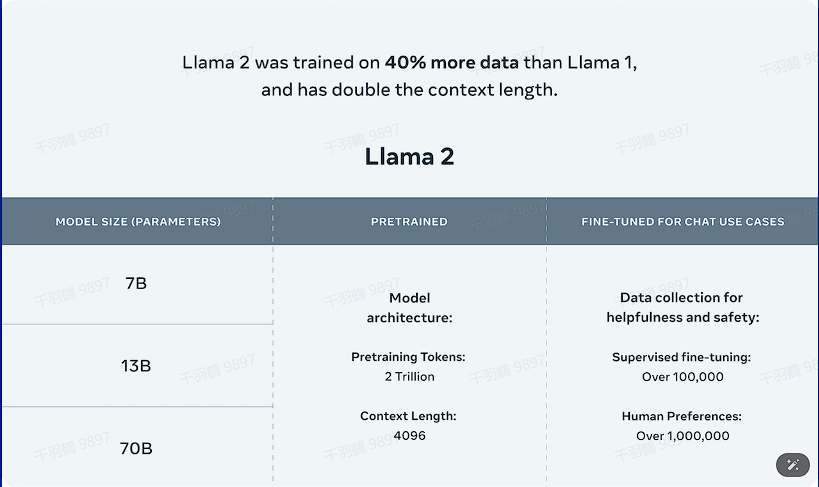 Llama 2 was trained on 40% more data than Llama 1,
and has double the context length.
Llama 2
MODEL SIZE (PARAMETERS)
PRETRAINED
FINE-TUNED FOR CHAT USE CASES
7B
13B
70B
Model
architecture:
Pretraining Tokens:
2 Trillion
Context Length:
4096
Data collection for
helpfulness and safety:
Supervised fine-tuning:
Over 100,000
Human Preferences:
Over 1,000,000
千羽鹤 9897